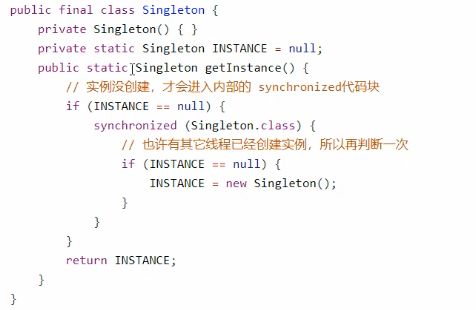 public final class Singleton {
    private Singleton() { }
    private static Singleton INSTANCE = null;
    public static Singleton getInstance() {
        // 实例没创建，才会进入内部的 synchronized代码块
        if (INSTANCE == null) {
            synchronized (Singleton.class) {
                // 也许有其它线程已经创建实例，所以再判断一次
                if (INSTANCE == null) {
                    INSTANCE = new Singleton();
                }
            }
        }
        return INSTANCE;
    }
}